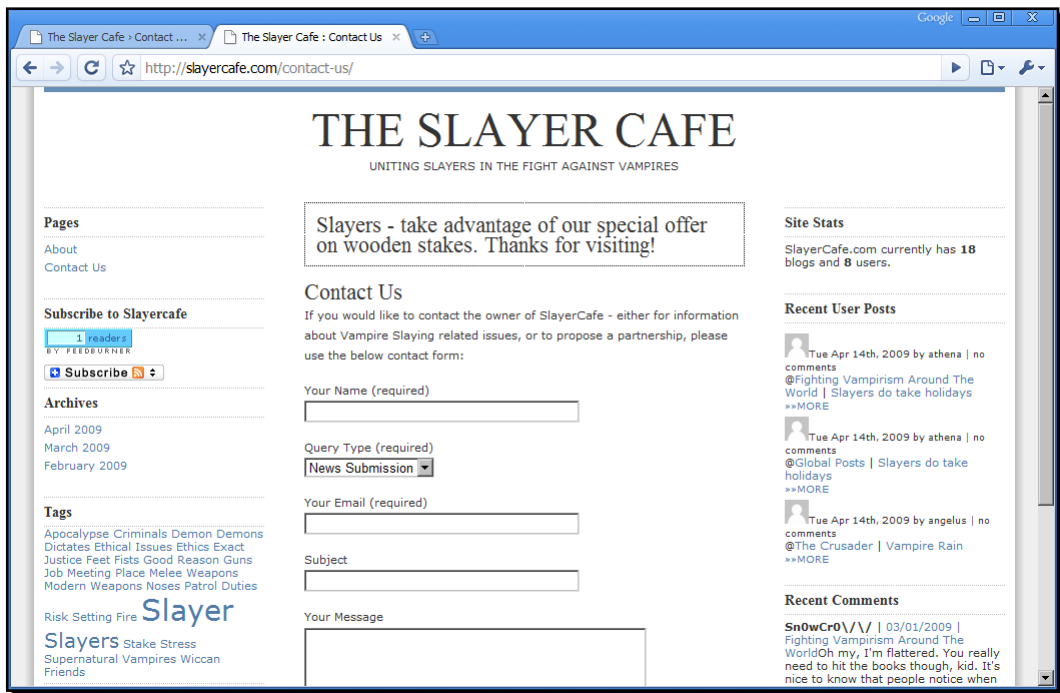 Google
The Slayer Cafe › Contact ...
The Slayer Cafe : Contact Us
http://slayercafe.com/contact-us/
THE SLAYER CAFE
UNITING SLAYERS IN THE FIGHT AGAINST VAMPIRES
Pages
About
Contact Us
Subscribe to Slayercafe
1 readers
BY FEEDBURNER
Subscribe
Archives
April 2009
March 2009
February 2009
Tags
Apocalypse Criminals Demon Demons
Dictates Ethical Issues Ethics Exact
Justice Feet Fists Good Reason Guns
Job Meeting Place Melee Weapons
Modern Weapons Noses Patrol Duties
Risk Setting Fire Slayer
Slayers Stake Stress
Supernatural Vampires Wiccan
Friends
Slayers - take advantage of our special offer
on wooden stakes. Thanks for visiting!
Contact Us
If you would like to contact the owner of SlayerCafe - either for information
about Vampire Slaying related issues, or to propose a partnership, please
use the below contact form:
Your Name (required)
Query Type (required)
News Submission
Your Email (required)
Subject
Your Message
Site Stats
SlayerCafe.com currently has 18
blogs and 8 users.
Recent User Posts
Tue Apr 14th, 2009 by athena | no
comments
@Fighting Vampirism Around The
World | Slayers do take holidays
»»MORE
Tue Apr 14th, 2009 by athena | no
comments
@Global Posts | Slayers do take
holidays
»»MORE
Tue Apr 14th, 2009 by angelus | no
comments
@The Crusader | Vampire Rain
»»MORE
Recent Comments
Sn0wCr0\/\/ | 03/01/2009 |
Fighting Vampirism Around The
WorldOh my, I'm flattered. You really
need to hit the books though, kid. It's
nice to know that people notice when